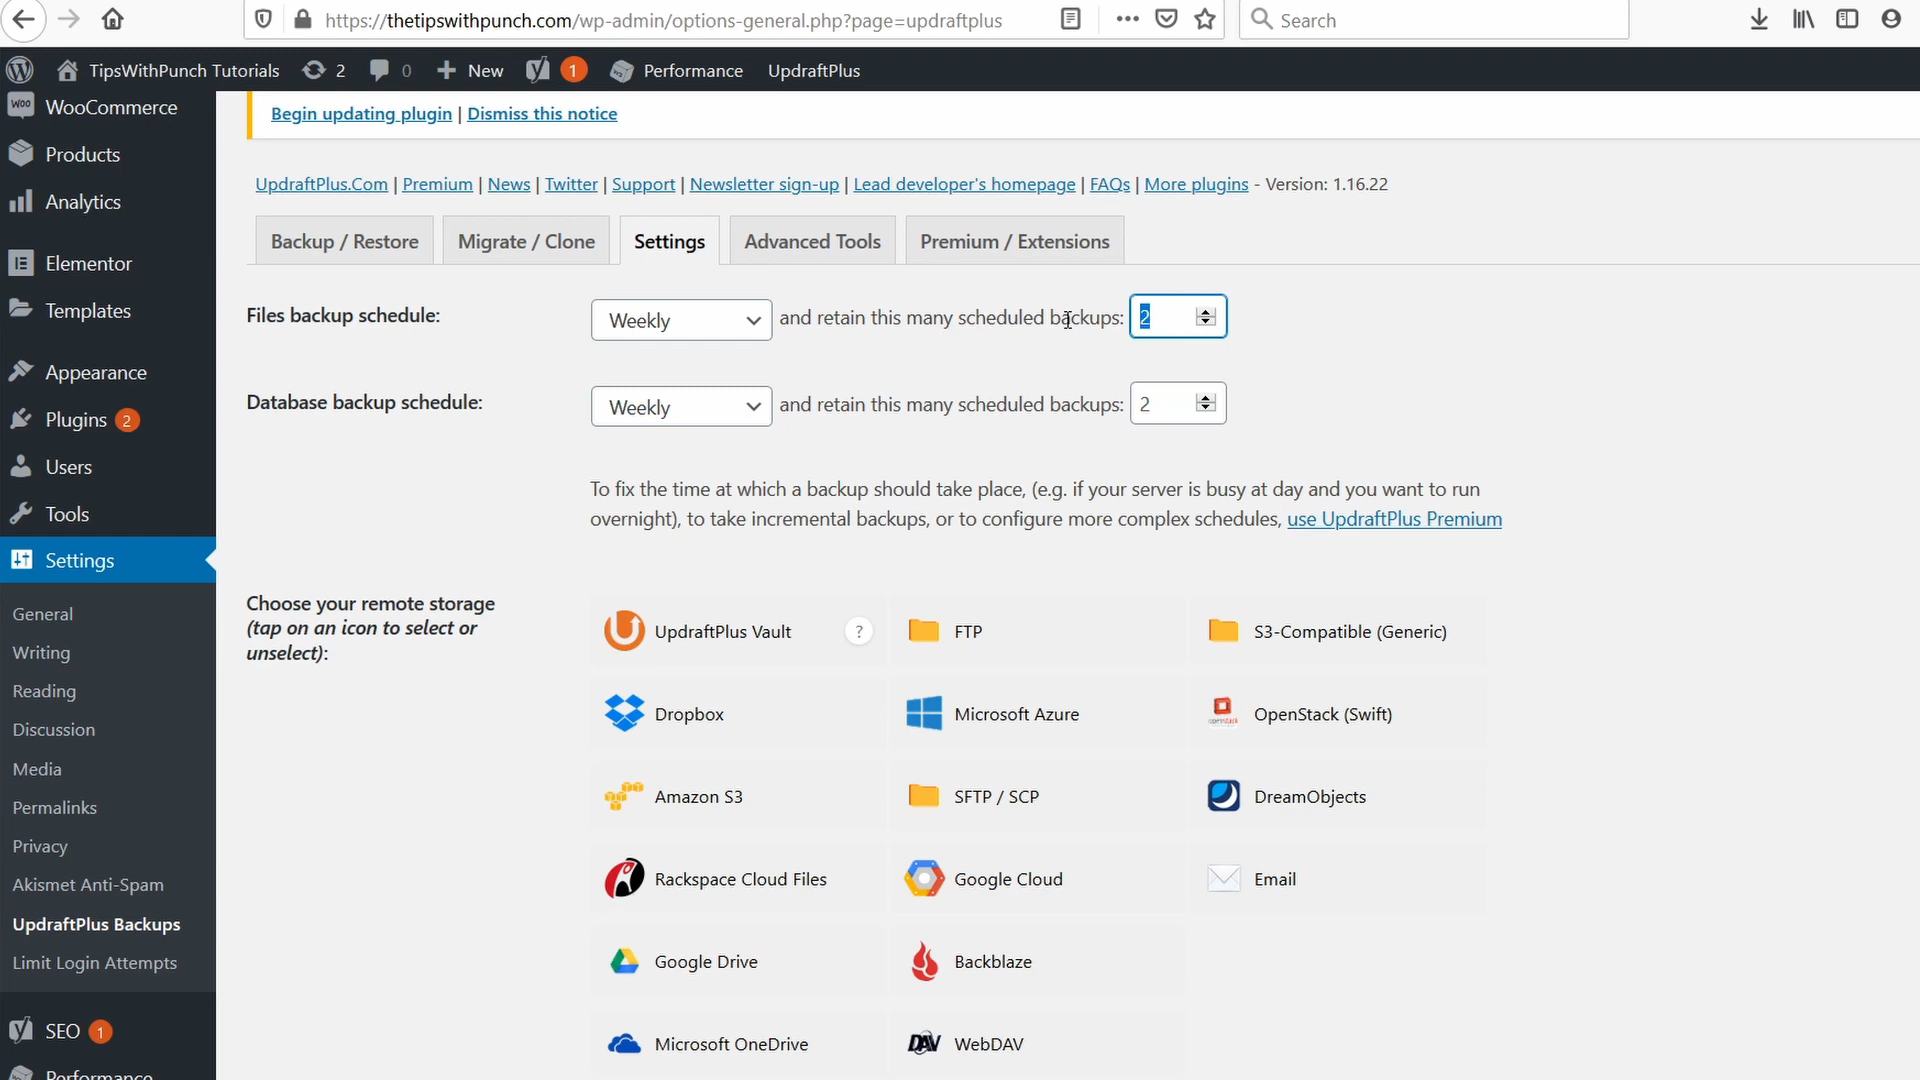 https://thetipswithpunch.com/wp-admin/options-general.php?page=updraftplus
Search
TipsWithPunch Tutorials
2
0
New
1
Performance
UpdraftPlus
WooCommerce
Products
Analytics
Elementor
Templates
Appearance
Plugins 2
Users
Tools
Settings
General
Writing
Reading
Discussion
Media
Permalinks
Privacy
Akismet Anti-Spam
UpdraftPlus Backups
Limit Login Attempts
SEO 1
Performance
Begin updating plugin | Dismiss this notice
UpdraftPlus.Com | Premium | News | Twitter | Support | Newsletter sign-up | Lead developer's homepage | FAQs | More plugins - Version: 1.16.22
Backup / Restore
Migrate / Clone
Settings
Advanced Tools
Premium / Extensions
Files backup schedule:
Weekly
and retain this many scheduled backups: 2
Database backup schedule:
Weekly
and retain this many scheduled backups: 2
To fix the time at which a backup should take place, (e.g. if your server is busy at day and you want to run
overnight), to take incremental backups, or to configure more complex schedules, use UpdraftPlus Premium
Choose your remote storage
(tap on an icon to select or
unselect):
UpdraftPlus Vault ?
FTP
S3-Compatible (Generic)
Dropbox
Microsoft Azure
openstack
OpenStack (Swift)
Amazon S3
SFTP / SCP
DreamObjects
Rackspace Cloud Files
Google Cloud
Email
Google Drive
Backblaze
Microsoft OneDrive
DAV
WebDAV